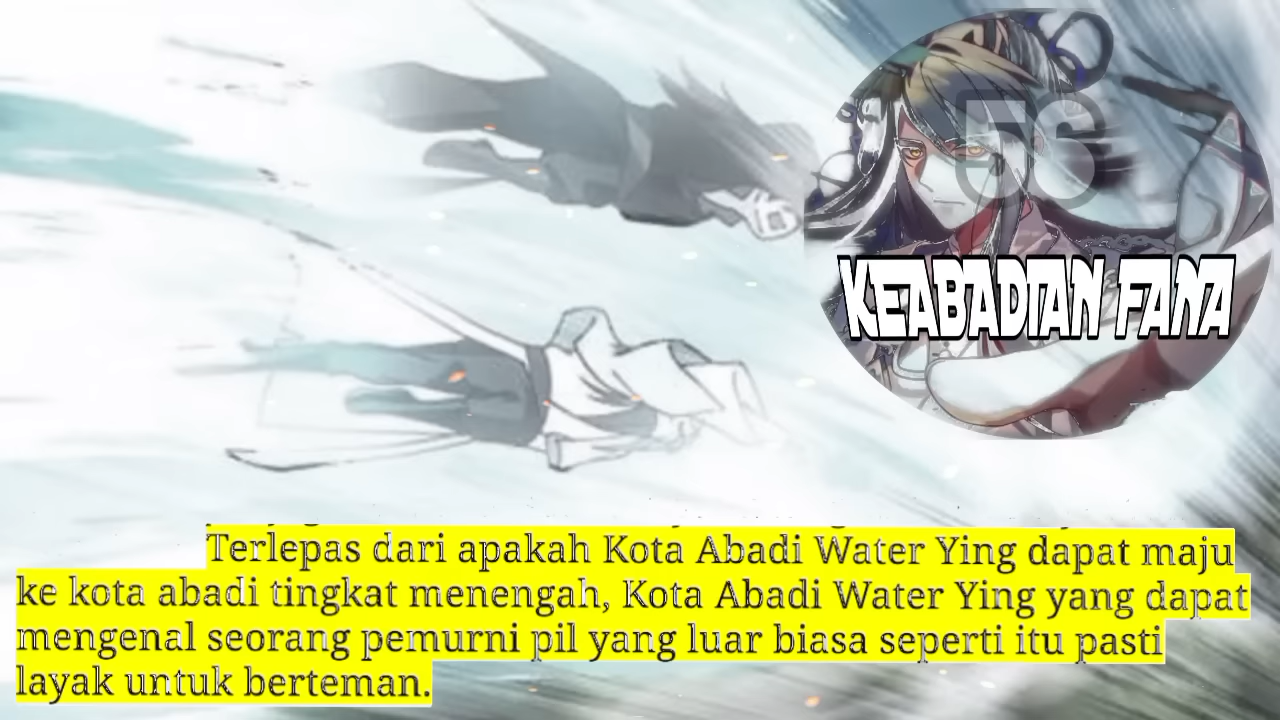 56
KEABADIAN FANA
Terlepas dari apakah Kota Abadi Water Ying dapat maju
ke kota abadi tingkat menengah, Kota Abadi Water Ying yang dapat
mengenal seorang pemurni pil yang luar biasa seperti itu pasti
layak untuk berteman.